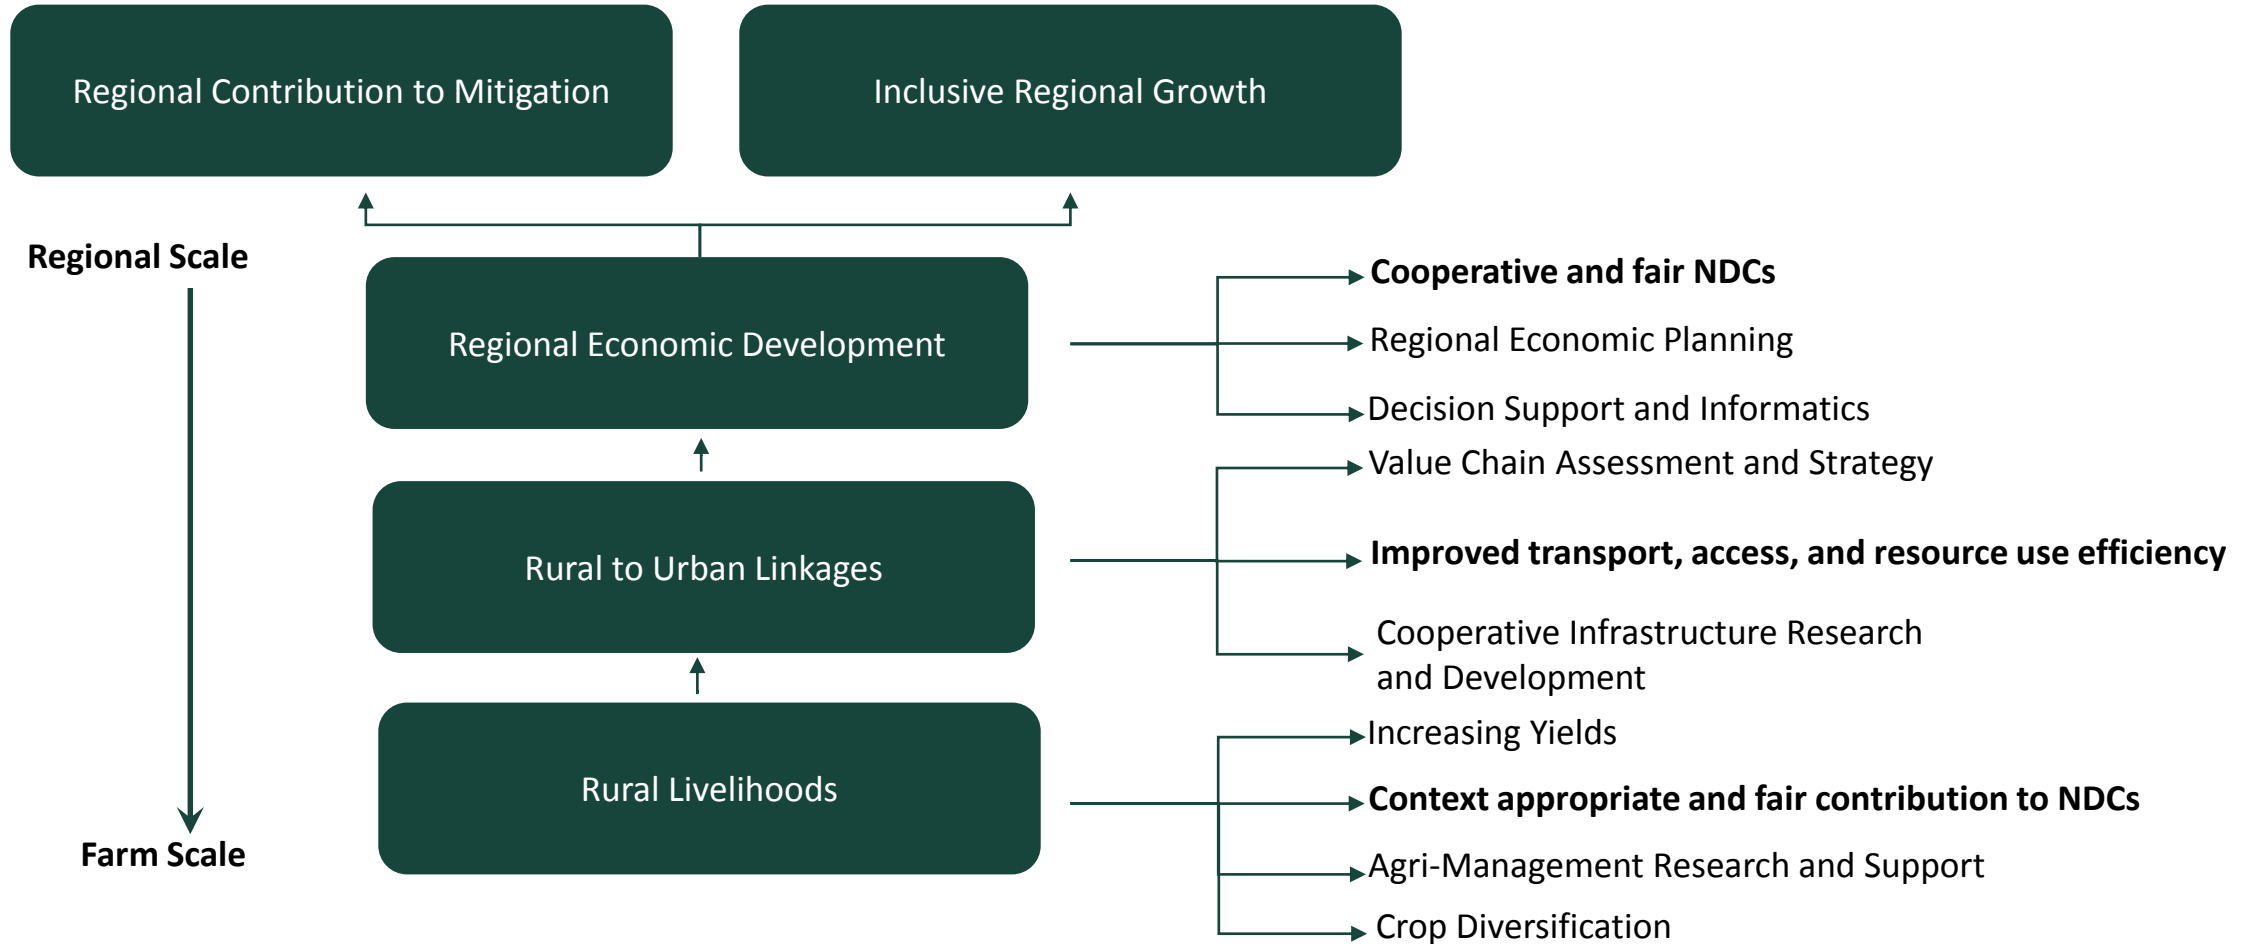 Regional Contribution to Mitigation
Inclusive Regional Growth
Regional Scale
Regional Economic Development
Cooperative and fair NDCs
Regional Economic Planning
Decision Support and Informatics
Rural to Urban Linkages
Value Chain Assessment and Strategy
Improved transport, access, and resource use efficiency
Cooperative Infrastructure Research
and Development
Rural Livelihoods
Increasing Yields
Context appropriate and fair contribution to NDCs
Agri-Management Research and Support
Crop Diversification
Farm Scale